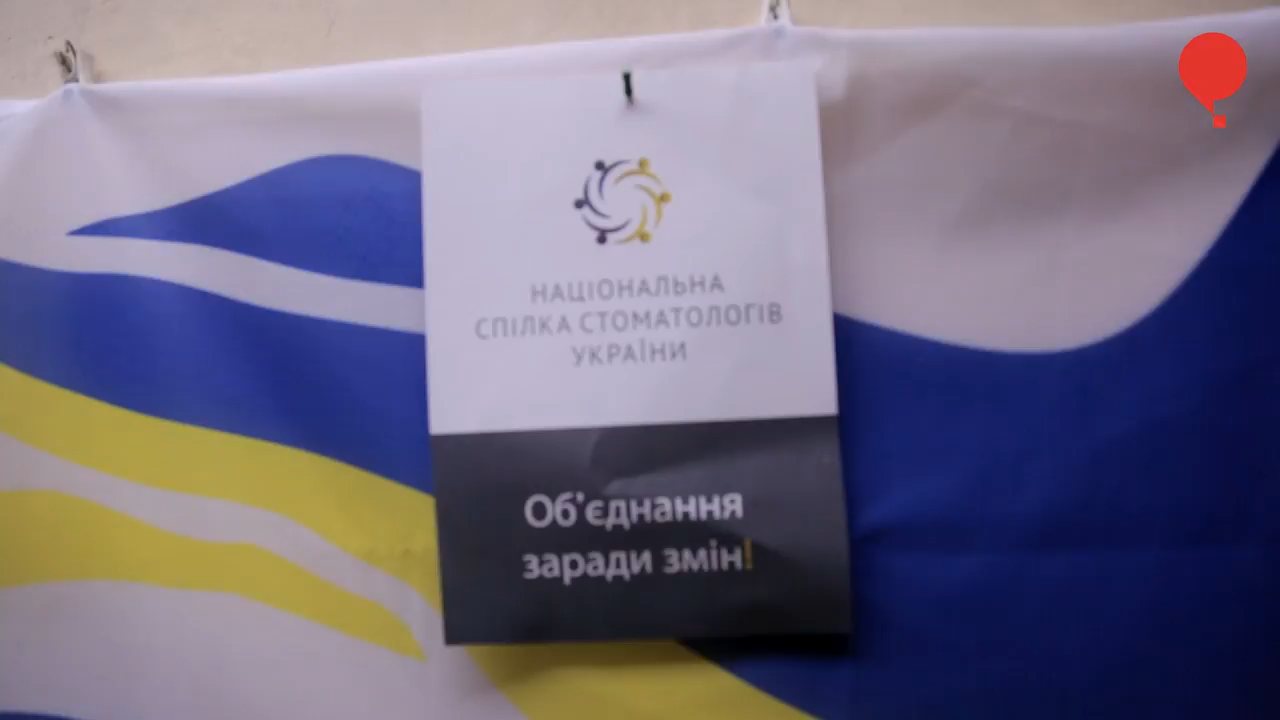 НАЦІОНАЛЬНА
СПІЛКА СТОМАТОЛОГІВ
УКРАЇНИ
Об'єднання
заради змін!